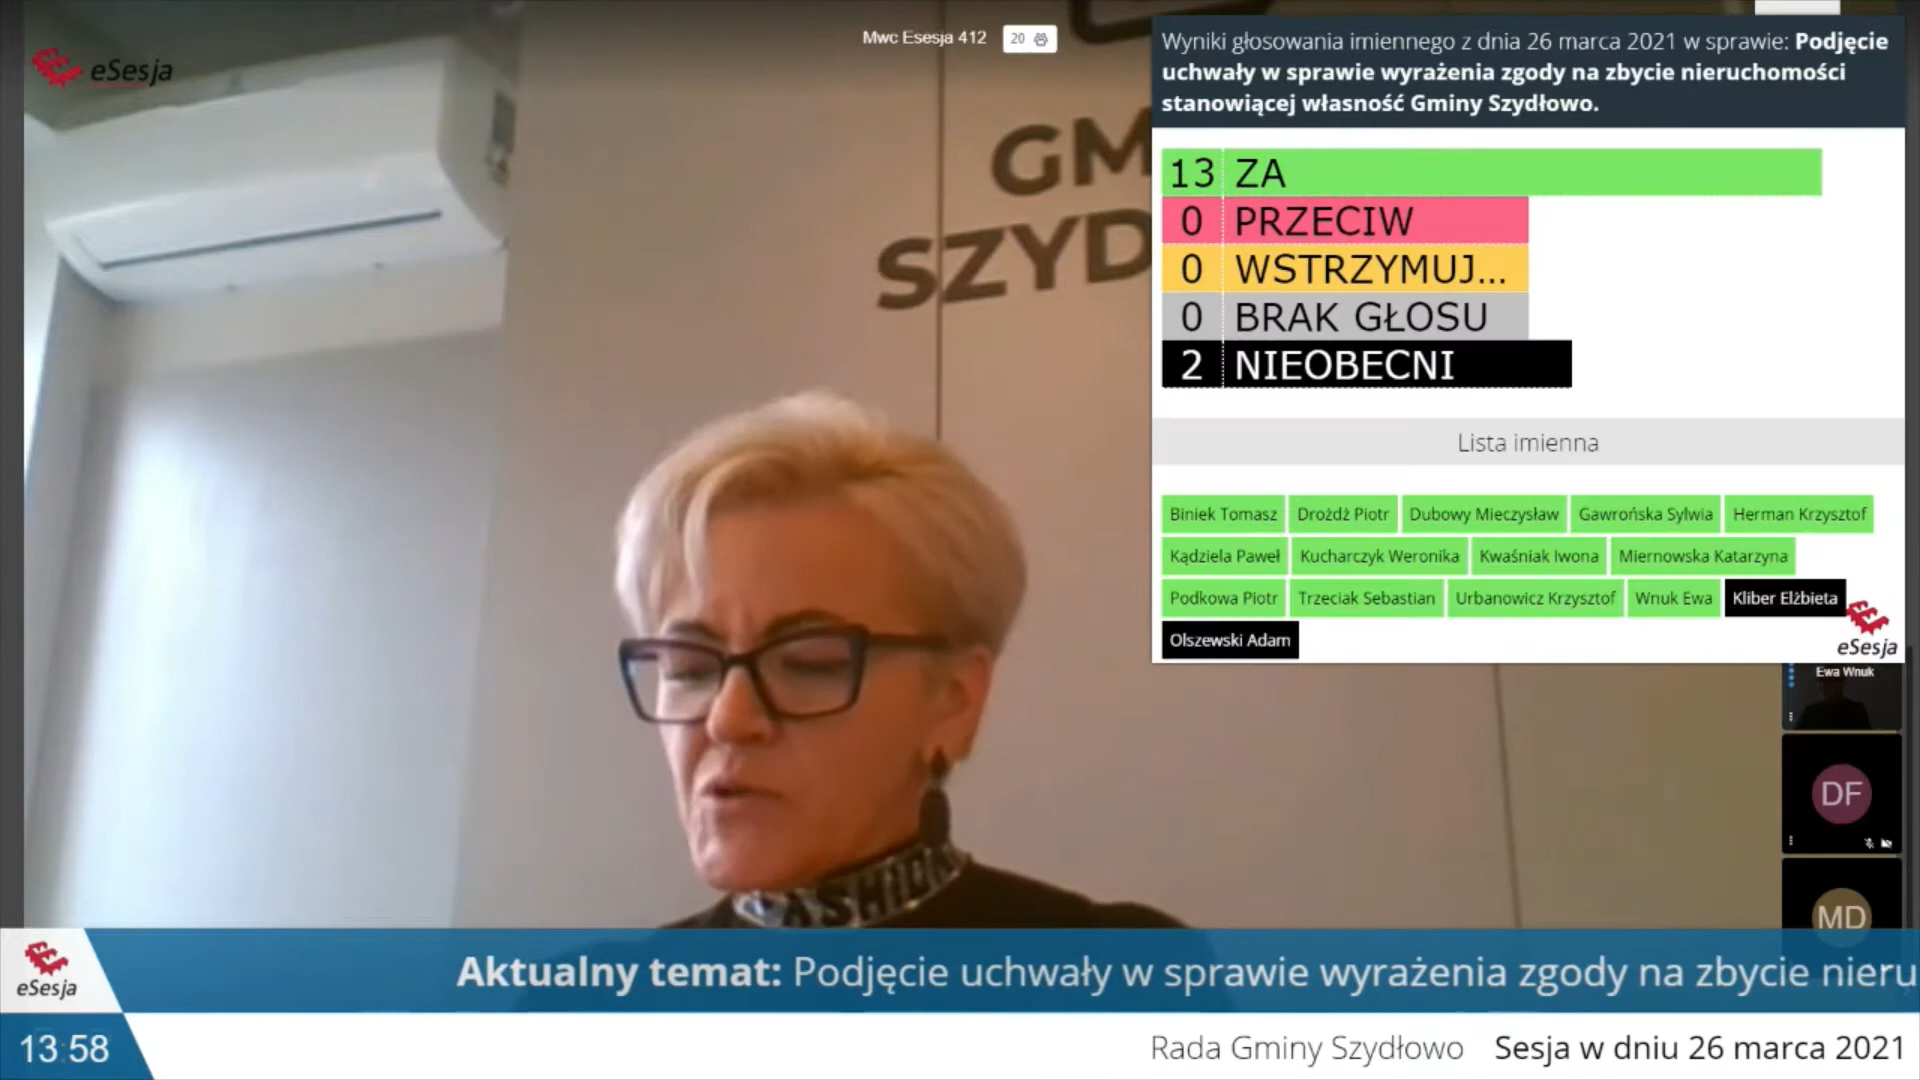 eSesja
Mwc Esesja 412
20
GM
SZYD
Wyniki głosowania imiennego z dnia 26 marca 2021 w sprawie: Podjęcie
uchwały w sprawie wyrażenia zgody na zbycie nieruchomości
stanowiącej własność Gminy Szydłowo.
13 ZA
0 PRZECIW
0 WSTRZYMUJ...
0 BRAK GŁOSU
2 NIEOBECNI
Lista imienna
Biniek Tomasz Drożdż Piotr Dubowy Mieczysław Gawrońska Sylwia Herman Krzysztof
Kądziela Paweł Kucharczyk Weronika Kwaśniak Iwona Miernowska Katarzyna
Podkowa Piotr Trzeciak Sebastian Urbanowicz Krzysztof Wnuk Ewa Kliber Elżbieta
Olszewski Adam
eSesja
Ewa Wnuk
DF
MD
FASHION
eSesja
Aktualny temat: Podjęcie uchwały w sprawie wyrażenia zgody na zbycie nieru
13:58
Rada Gminy Szydłowo Sesja w dniu 26 marca 2021